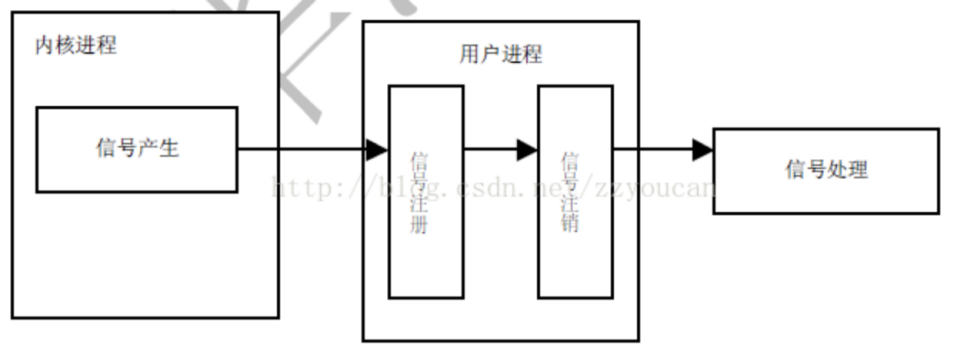 内核进程
信号产生
用户进程
信号注册
信号注销
信号处理
http://blog.csdn.net/zzyoucan